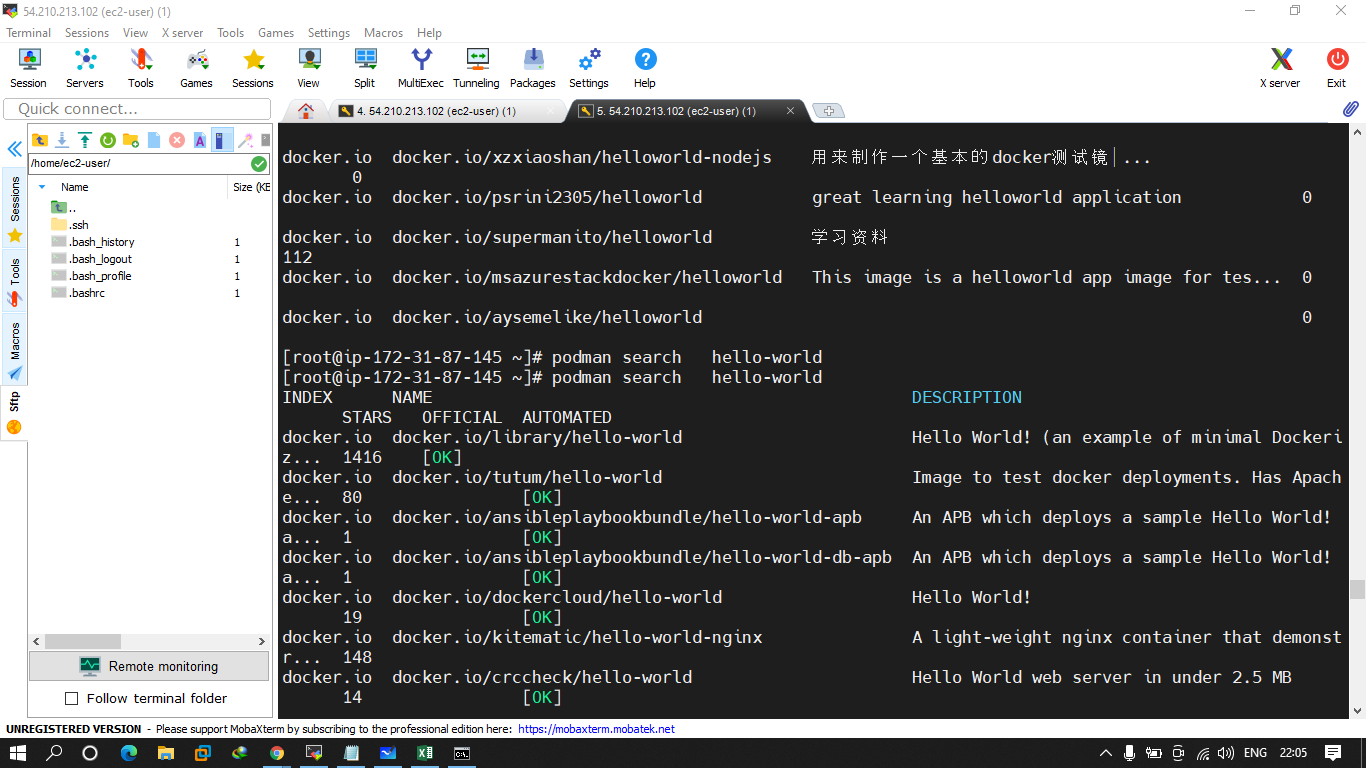 54.210.213.102 (ec2-user) (1)
Terminal Sessions View X server Tools Games Settings Macros Help
Session Servers Tools Games Sessions View Split MultiExec Tunneling Packages Settings Help X server Exit
Quick connect...
4. 54.210.213.102 (ec2-user) (1)
5. 54.210.213.102 (ec2-user) (1)
/home/ec2-user/
Name Size (KB
..
.ssh
.bash_history 1
.bash_logout 1
.bash_profile 1
.bashrc 1
Sessions
Tools
Macros
Sftp
Remote monitoring
Follow terminal folder
docker.io docker.io/xzxiaoshan/helloworld-nodejs 用来制作一个基本的docker测试镜 ...
0
docker.io docker.io/psrini2305/helloworld great learning helloworld application 0
docker.io docker.io/supermanito/helloworld 学习资料
112
docker.io docker.io/msazurestackdocker/helloworld This image is a helloworld app image for tes... 0
docker.io docker.io/aysemelike/helloworld 0
[root@ip-172-31-87-145 ~]# podman search hello-world
[root@ip-172-31-87-145 ~]# podman search hello-world
INDEX NAME DESCRIPTION
STARS OFFICIAL AUTOMATED
docker.io docker.io/library/hello-world Hello World! (an example of minimal Dockeri
z... 1416 [OK]
docker.io docker.io/tutum/hello-world Image to test docker deployments. Has Apach
e... 80 [OK]
docker.io docker.io/ansibleplaybookbundle/hello-world-apb An APB which deploys a sample Hello World!
a... 1 [OK]
docker.io docker.io/ansibleplaybookbundle/hello-world-db-apb An APB which deploys a sample Hello World!
a... 1 [OK]
docker.io docker.io/dockercloud/hello-world Hello World!
19 [OK]
docker.io docker.io/kitematic/hello-world-nginx A light-weight nginx container that demonst
r... 148
docker.io docker.io/crccheck/hello-world Hello World web server in under 2.5 MB
14 [OK]
UNREGISTERED VERSION - Please support MobaXterm by subscribing to the professional edition here: https://mobaxterm.mobatek.net
ENG 22:05